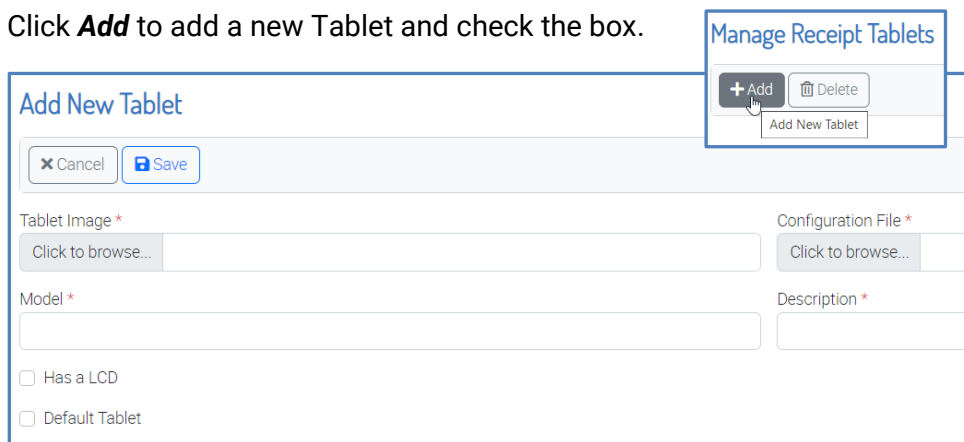 Click Add to add a new Tablet and check the box.
Manage Receipt Tablets
Add Delete
Add New Tablet
Add New Tablet
Cancel Save
Tablet Image * Configuration File *
Click to browse... Click to browse...
Model * Description *
Has a LCD
Default Tablet